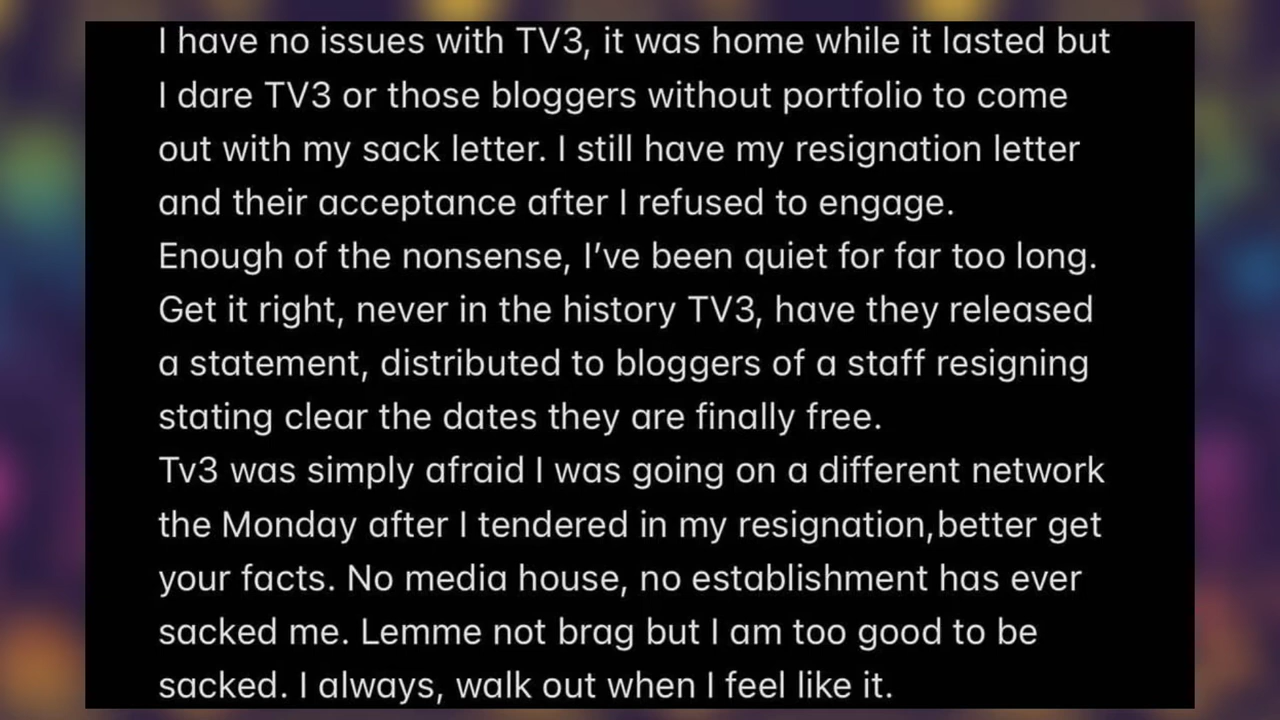 I have no issues with TV3, it was home while it lasted but
I dare TV3 or those bloggers without portfolio to come
out with my sack letter. I still have my resignation letter
and their acceptance after I refused to engage.
Enough of the nonsense, I’ve been quiet for far too long.
Get it right, never in the history TV3, have they released
a statement, distributed to bloggers of a staff resigning
stating clear the dates they are finally free.
Tv3 was simply afraid I was going on a different network
the Monday after I tendered in my resignation,better get
your facts. No media house, no establishment has ever
sacked me. Lemme not brag but I am too good to be
sacked. I always, walk out when I feel like it.